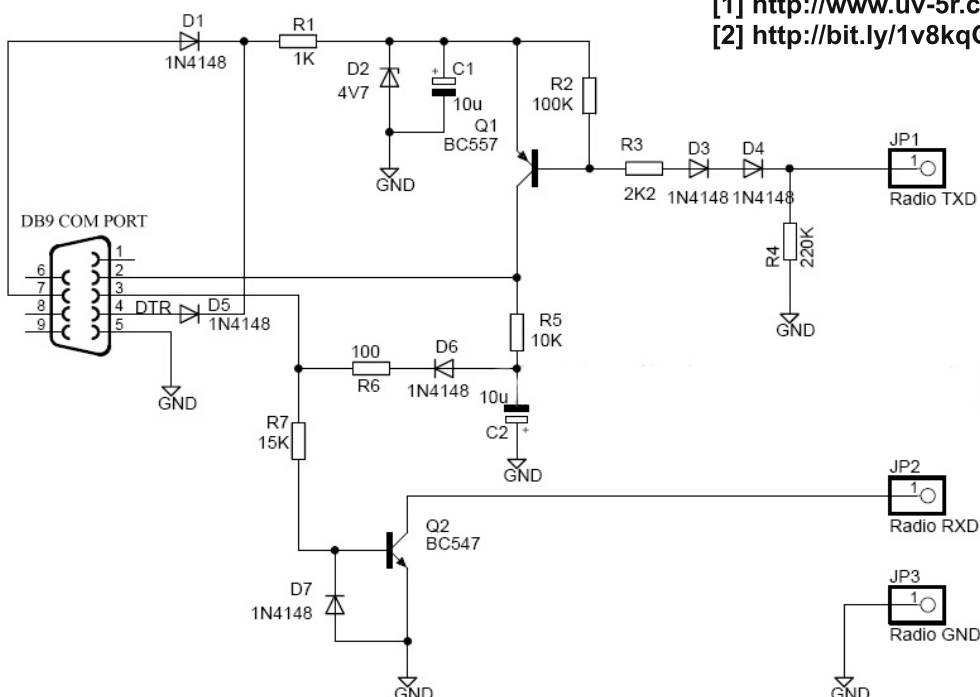 [1] http://www.uv-5r.c
[2] http://bit.ly/1v8kq
D1
1N4148
R1
1K
D2
4V7
+
C1
10u
Q1
BC557
GND
R2
100K
R3
2K2
D3
1N4148
D4
1N4148
R4
220K
GND
JP1
1
Radio TXD
DB9 COM PORT
1
6
2
7
3
8
4
9
5
DTR
D5
1N4148
GND
R5
10K
100
R6
D6
1N4148
10u
C2
+
GND
R7
15K
Q2
BC547
D7
1N4148
GND
JP2
1
Radio RXD
JP3
1
Radio GND
GND